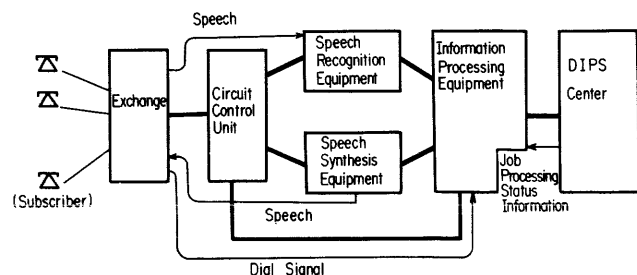 Speech
Exchange
Circuit
Control
Unit
Speech
Recognition
Equipment
Information
Processing
Equipment
DIPS
Center
Speech
Synthesis
Equipment
Job
Processing
Status
Information
(Subscriber)
Speech
Dial Signal